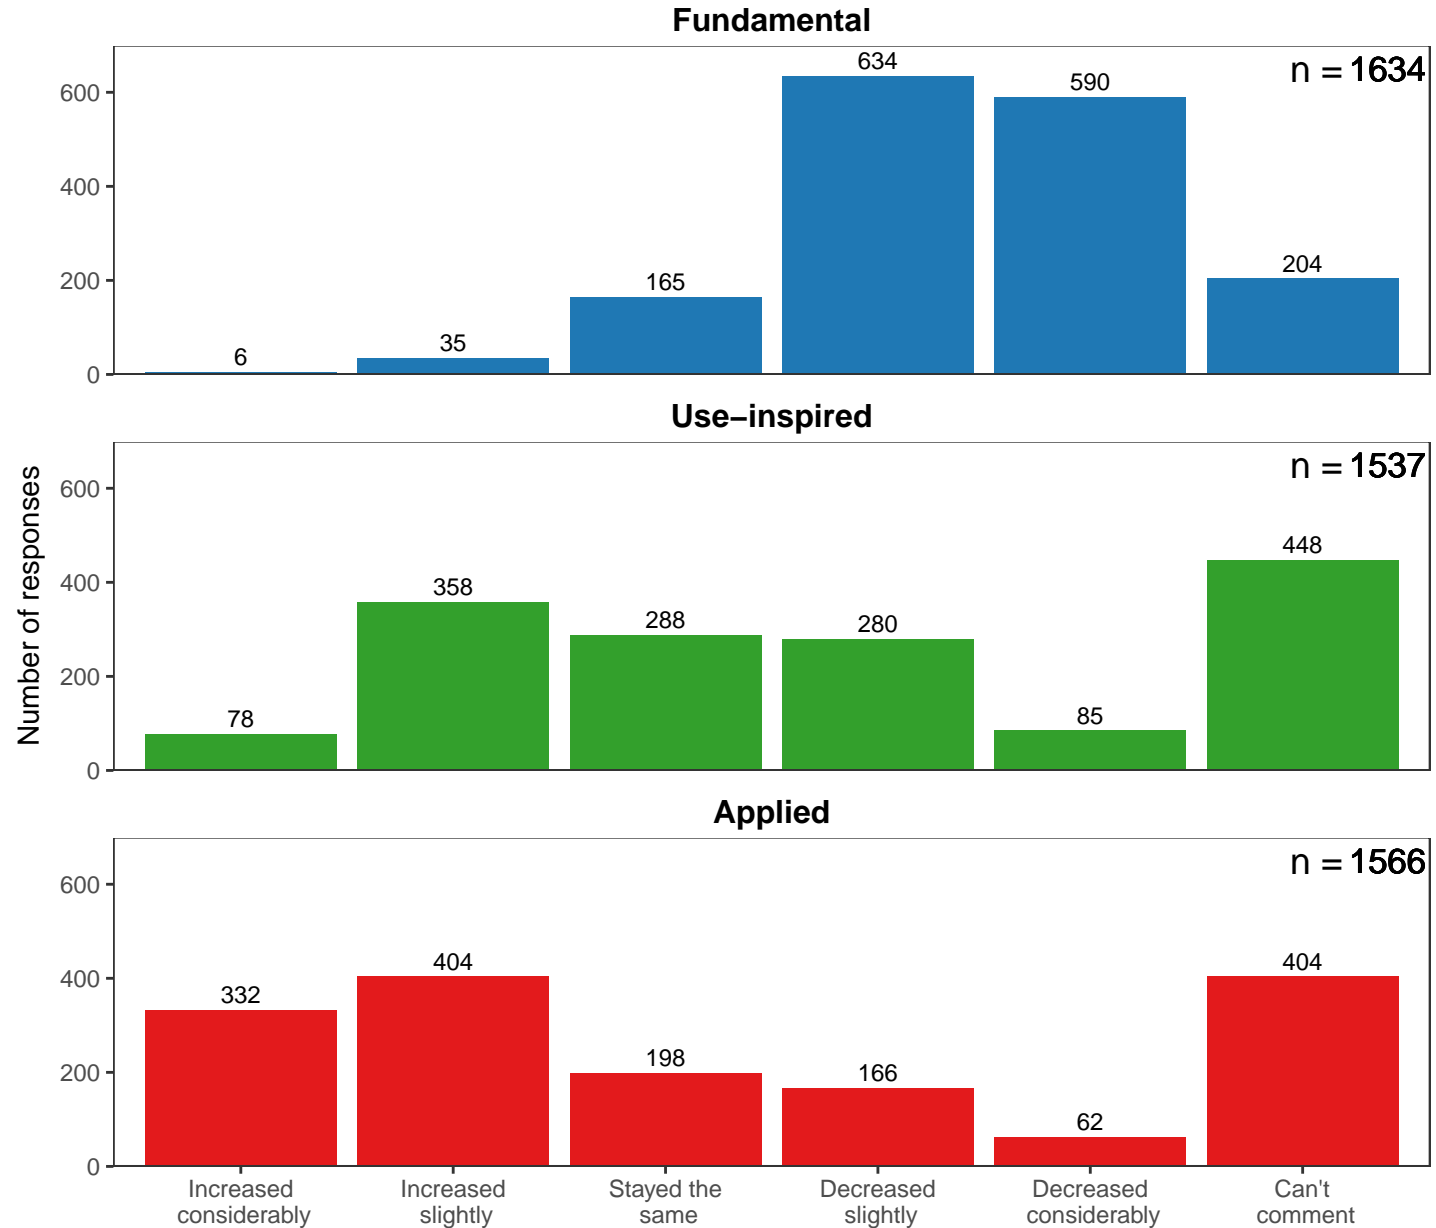 Fundamental
n = 1634
600
400
200
0
6
35
165
634
590
204
Use–inspired
n = 1537
Number of responses
600
400
200
0
78
358
288
280
85
448
Applied
n = 1566
600
400
200
0
332
404
198
166
62
404
Increased
considerably
Increased
slightly
Stayed the
same
Decreased
slightly
Decreased
considerably
Can't
comment